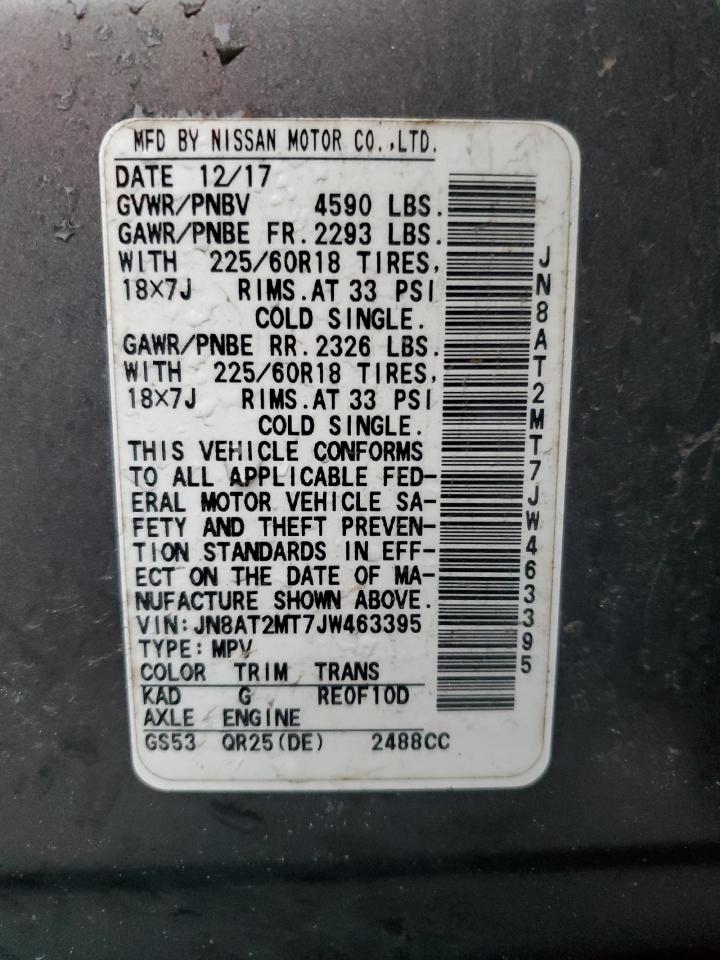 MFD BY NISSAN MOTOR CO.,LTD.
DATE 12/17
GVWR/PNBV 4590 LBS.
GAWR/PNBE FR. 2293 LBS.
WITH 225/60R18 TIRES,
18×7J RIMS.AT 33 PSI
COLD SINGLE.
GAWR/PNBE RR. 2326 LBS.
WITH 225/60R18 TIRES,
18×7J RIMS.AT 33 PSI
COLD SINGLE.
THIS VEHICLE CONFORMS
TO ALL APPLICABLE FED-
ERAL MOTOR VEHICLE SA-
FETY AND THEFT PREVEN-
TION STANDARDS IN EFF-
ECT ON THE DATE OF MA-
NUFACTURE SHOWN ABOVE.
VIN:JN8AT2MT7JW463395
TYPE:MPV
COLOR TRIM TRANS
KAD G RE0F10D
AXLE ENGINE
GS53 QR25(DE) 2488CC
JN8AT2MT7JW463395